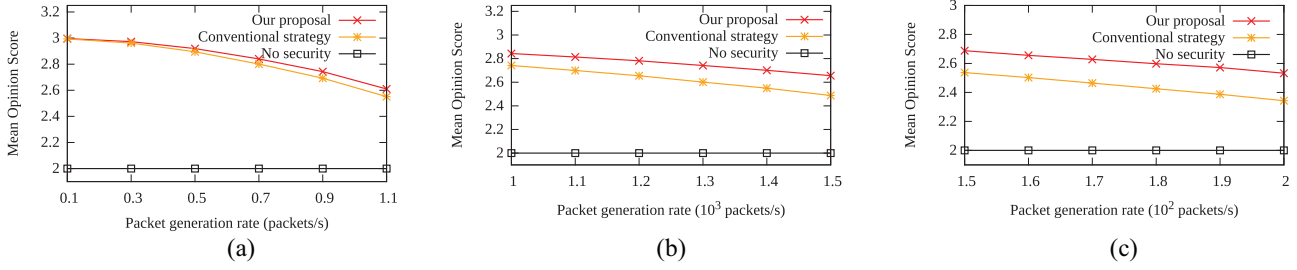 Mean Opinion Score
3.2
3
2.8
2.6
2.4
2.2
2
Our proposal
Conventional strategy
No security
0.1 0.3 0.5 0.7 0.9 1.1
Packet generation rate (packets/s)
(a)
Mean Opinion Score
3.2
3
2.8
2.6
2.4
2.2
2
Our proposal
Conventional strategy
No security
1 1.1 1.2 1.3 1.4 1.5
Packet generation rate (10³ packets/s)
(b)
Mean Opinion Score
3
2.8
2.6
2.4
2.2
2
Our proposal
Conventional strategy
No security
1.5 1.6 1.7 1.8 1.9 2
Packet generation rate (10² packets/s)
(c)